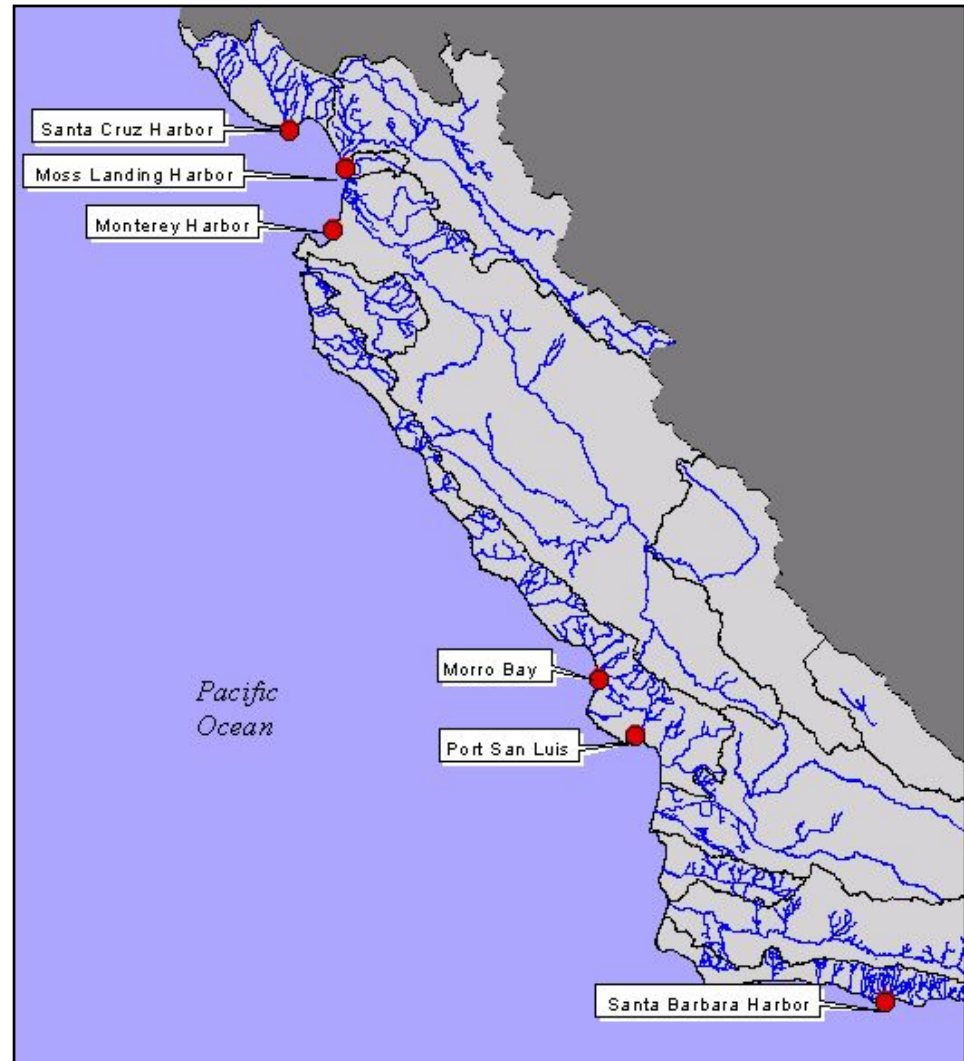 Santa Cruz Harbor
Moss Landing Harbor
Monterey Harbor
Morro Bay
Pacific
Ocean
Port San Luis
Santa Barbara Harbor